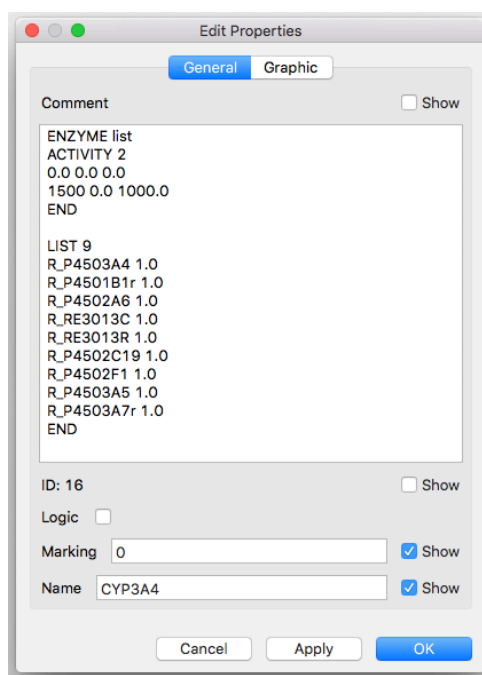 Edit Properties
General Graphic
Comment Show
ENZYME list
ACTIVITY 2
0.0 0.0 0.0
1500 0.0 1000.0
END
LIST 9
R_P4503A4 1.0
R_P4501B1r 1.0
R_P4502A6 1.0
R_RE3013C 1.0
R_RE3013R 1.0
R_P4502C19 1.0
R_P4502F1 1.0
R_P4503A5 1.0
R_P4503A7r 1.0
END
ID: 16 Show
Logic
Marking 0 Show
Name CYP3A4 Show
Cancel Apply OK